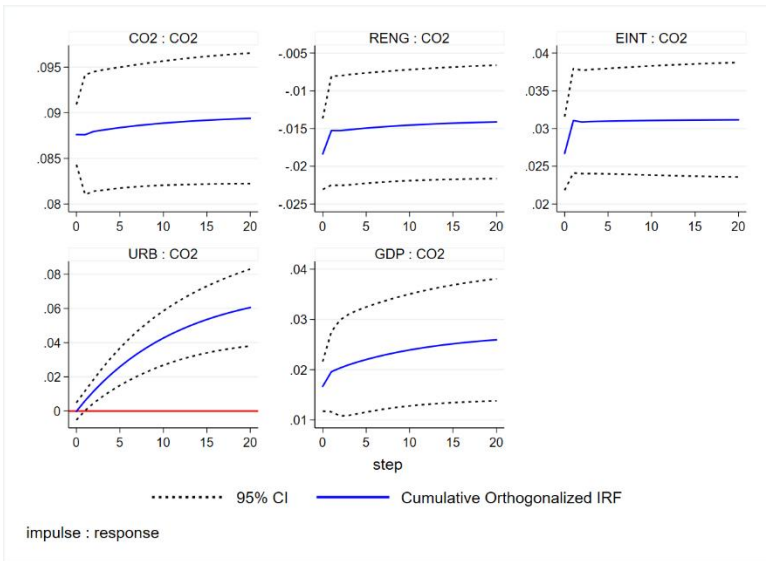 CO2 : CO2
.095
.09
.085
.08
0 5 10 15 20
RENG : CO2
-.005
-.01
-.015
-.02
-.025
0 5 10 15 20
EINT : CO2
.04
.035
.03
.025
.02
0 5 10 15 20
URB : CO2
.08
.06
.04
.02
0
0 5 10 15 20
GDP : CO2
.04
.03
.02
.01
0 5 10 15 20
step
95% CI Cumulative Orthogonalized IRF
impulse : response